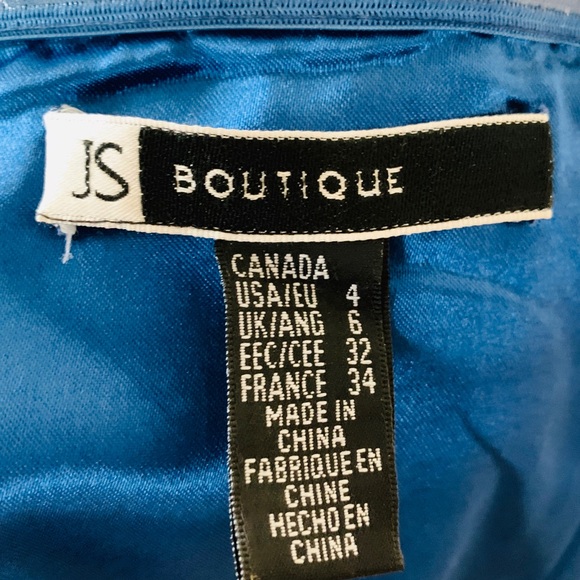 JS BOUTIQUE
CANADA
USA/EU 4
UK/ANG 6
EEC/CEE 32
FRANCE 34
MADE IN
CHINA
FABRIQUE EN
CHINE
HECHO EN
CHINA